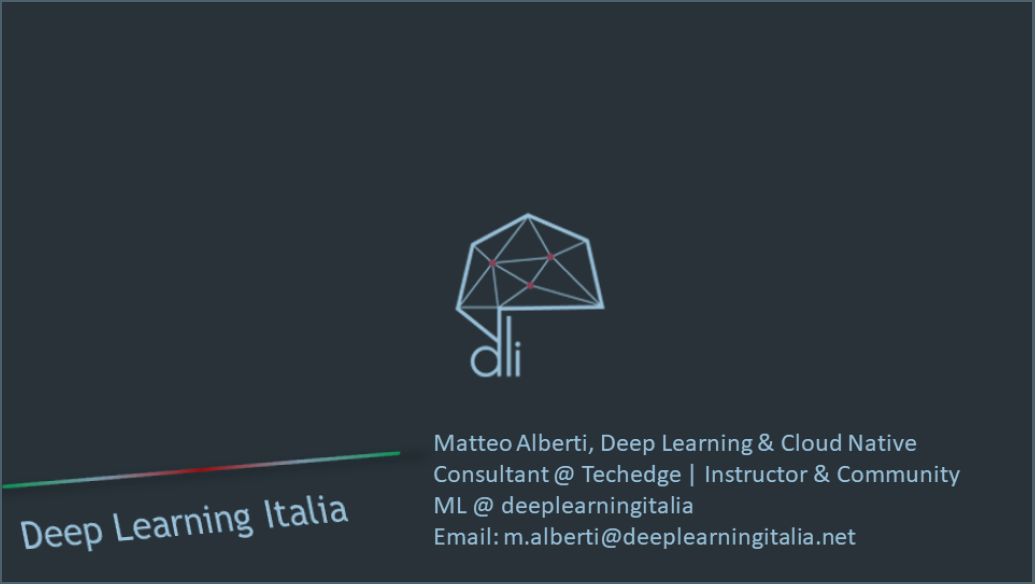 dli
Matteo Alberti, Deep Learning & Cloud Native
Consultant @ Techedge | Instructor & Community
ML @ deeplearningitalia
Email: m.alberti@deeplearningitalia.net
Deep Learning Italia